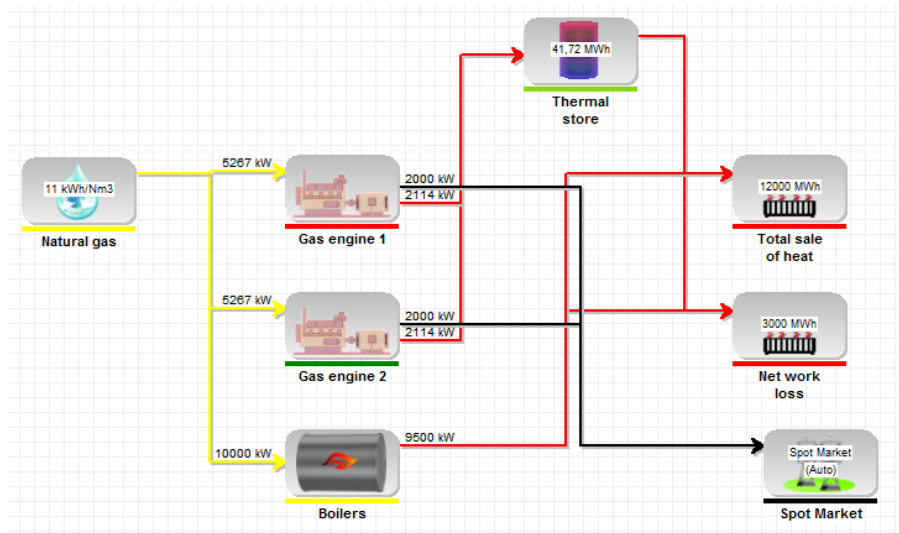 41,72 MWh
Thermal
store
5267 kW
11 kWh/Nm3
Natural gas
2000 kW
2114 kW
Gas engine 1
12000 MWh
Total sale
of heat
5267 kW
2000 kW
2114 kW
Gas engine 2
3000 MWh
Net work
loss
10000 kW
9500 kW
Boilers
Spot Market
(Auto)
Spot Market